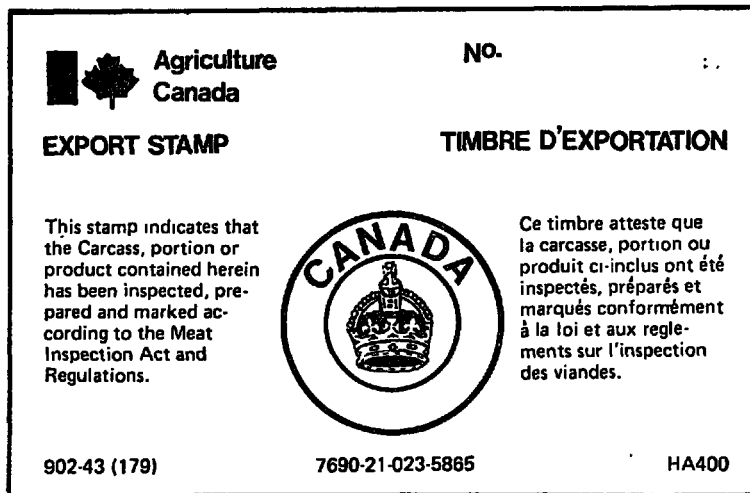 Agriculture
Canada
No.
EXPORT STAMP
TIMBRE D'EXPORTATION
This stamp indicates that
the Carcass, portion or
product contained herein
has been inspected, pre-
pared and marked ac-
cording to the Meat
Inspection Act and
Regulations.
CANADA
Ce timbre atteste que
la carcasse, portion ou
produit ci-inclus ont été
inspectés, préparés et
marqués conformément
à la loi et aux regle-
ments sur l'inspection
des viandes.
902-43 (179)
7690-21-023-5865
HA400